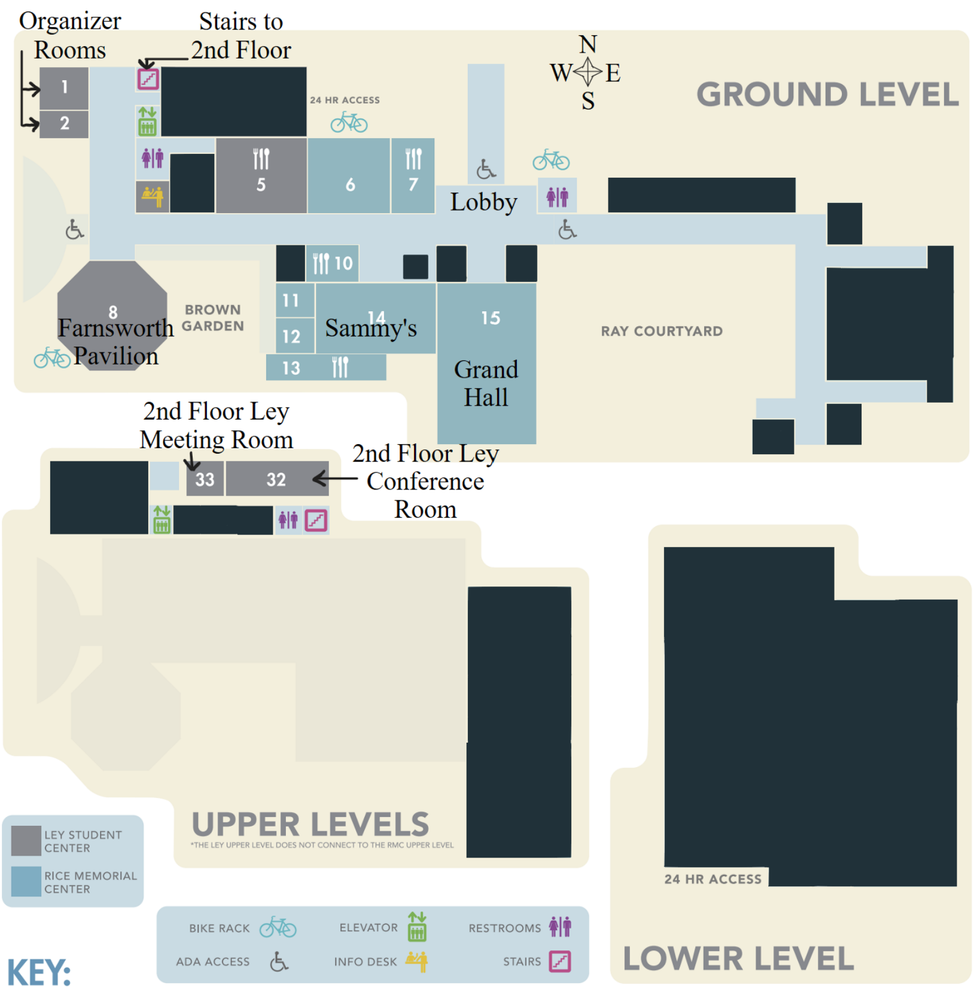 Organizer
Rooms
Stairs to
2nd Floor
N
W E
S
GROUND LEVEL
1
2
24 HR ACCESS
5
6
7
Lobby
10
11
12
13
14
Sammy's
15
Grand
Hall
8
Farnsworth
Pavilion
BROWN
GARDEN
RAY COURTYARD
2nd Floor Ley
Meeting Room
33
32
2nd Floor Ley
Conference
Room
UPPER LEVELS
*THE LEY UPPER LEVEL DOES NOT CONNECT TO THE RMC UPPER LEVEL
24 HR ACCESS
LOWER LEVEL
LEY STUDENT
CENTER
RICE MEMORIAL
CENTER
KEY:
BIKE RACK
ELEVATOR
RESTROOMS
ADA ACCESS
INFO DESK
STAIRS